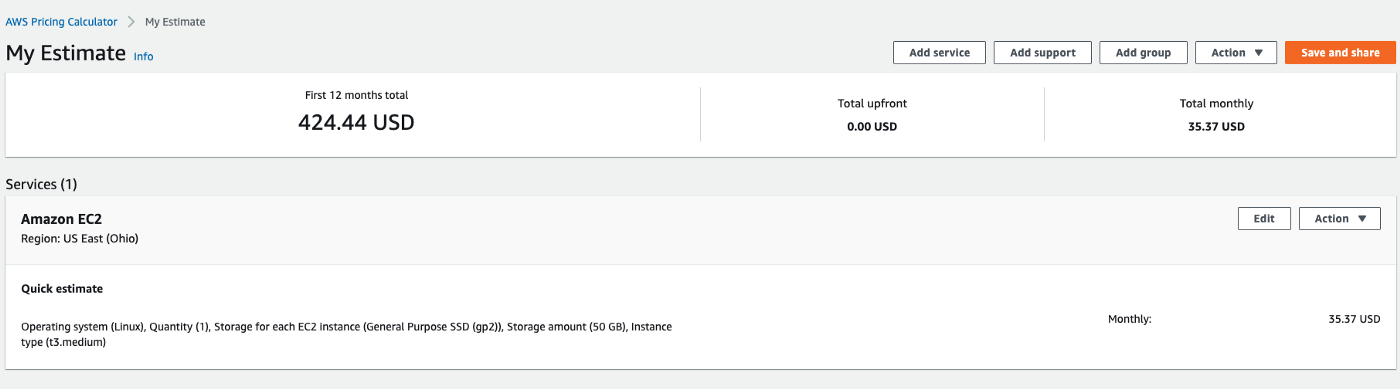 AWS Pricing Calculator > My Estimate
My Estimate Info
Add service Add support Add group Action ▼ Save and share
First 12 months total
424.44 USD
Total upfront
0.00 USD
Total monthly
35.37 USD
Services (1)
Amazon EC2
Region: US East (Ohio)
Edit Action ▼
Quick estimate
Operating system (Linux), Quantity (1), Storage for each EC2 instance (General Purpose SSD (gp2)), Storage amount (50 GB), Instance
type (t3.medium)
Monthly: 35.37 USD